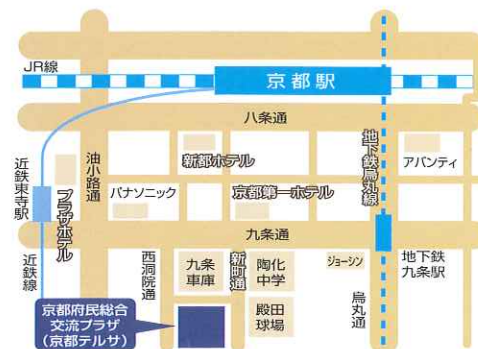 JR線
京都駅
八条通
新都ホテル
地下鉄烏丸線
アバンティ
近鉄東寺駅
プラザホテル
油小路通
パナソニック
京都第一ホテル
九条通
近鉄線
西洞院通
九条
車庫
新町通
陶化
中学
ジョーシン
地下鉄
九条駅
京都府民総合
交流プラザ
(京都テルサ)
殿田
球場
烏丸通